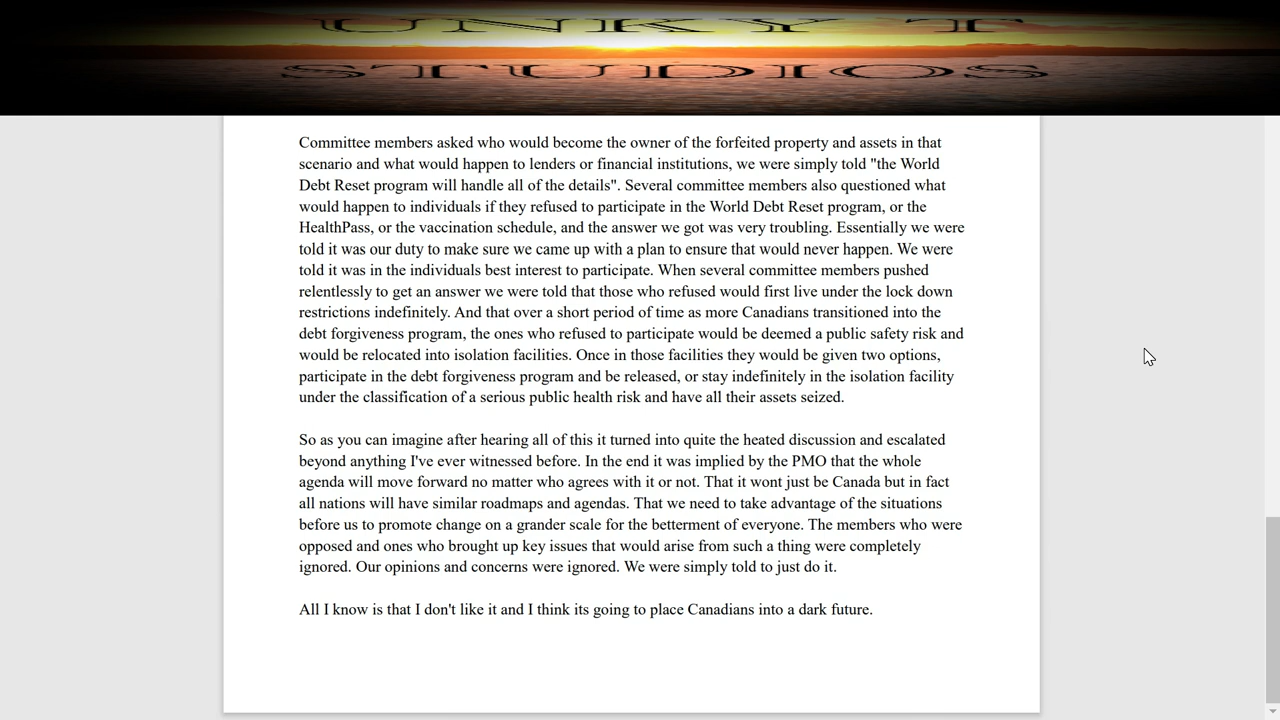 UNKY T
STUDIOS
Committee members asked who would become the owner of the forfeited property and assets in that
scenario and what would happen to lenders or financial institutions, we were simply told "the World
Debt Reset program will handle all of the details". Several committee members also questioned what
would happen to individuals if they refused to participate in the World Debt Reset program, or the
HealthPass, or the vaccination schedule, and the answer we got was very troubling. Essentially we were
told it was our duty to make sure we came up with a plan to ensure that would never happen. We were
told it was in the individuals best interest to participate. When several committee members pushed
relentlessly to get an answer we were told that those who refused would first live under the lock down
restrictions indefinitely. And that over a short period of time as more Canadians transitioned into the
debt forgiveness program, the ones who refused to participate would be deemed a public safety risk and
would be relocated into isolation facilities. Once in those facilities they would be given two options,
participate in the debt forgiveness program and be released, or stay indefinitely in the isolation facility
under the classification of a serious public health risk and have all their assets seized.
So as you can imagine after hearing all of this it turned into quite the heated discussion and escalated
beyond anything I've ever witnessed before. In the end it was implied by the PMO that the whole
agenda will move forward no matter who agrees with it or not. That it wont just be Canada but in fact
all nations will have similar roadmaps and agendas. That we need to take advantage of the situations
before us to promote change on a grander scale for the betterment of everyone. The members who were
opposed and ones who brought up key issues that would arise from such a thing were completely
ignored. Our opinions and concerns were ignored. We were simply told to just do it.
All I know is that I don't like it and I think its going to place Canadians into a dark future.